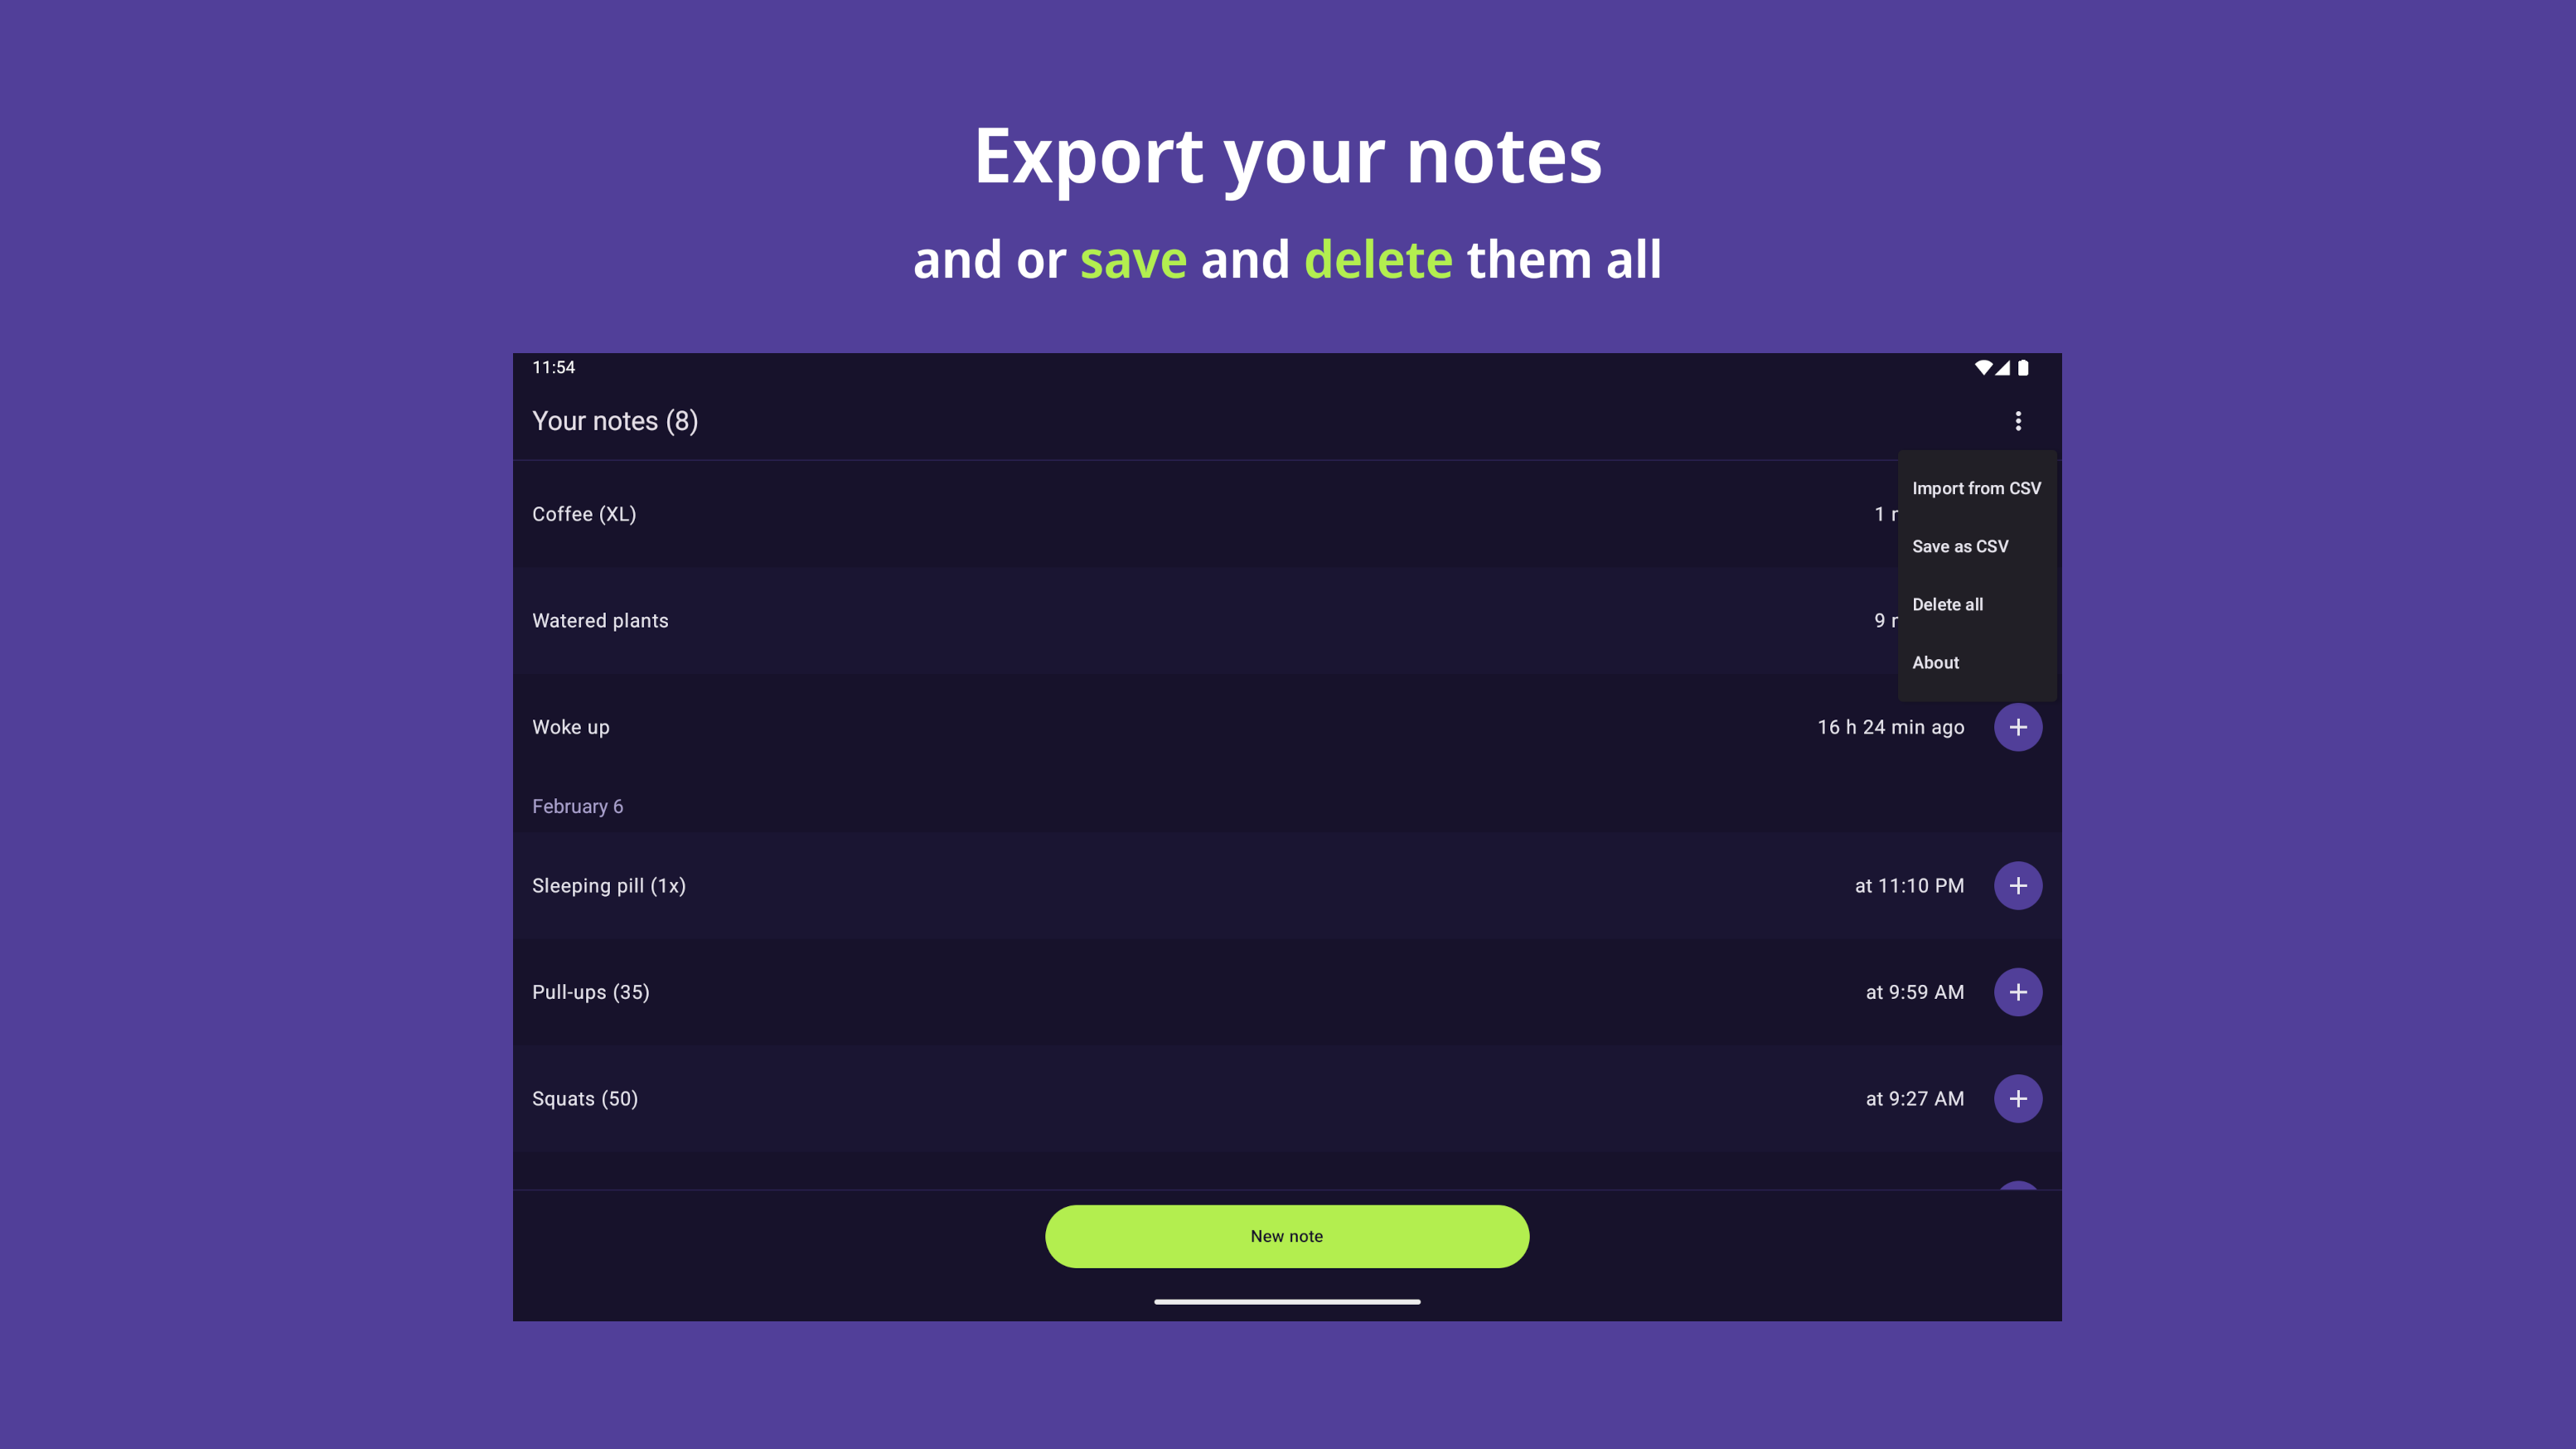 Export your notes
and or save and delete them all
11:54
Your notes (8)
Import from CSV
Save as CSV
Delete all
About
Coffee (XL)
1
Watered plants
9
Woke up
16 h 24 min ago
February 6
Sleeping pill (1x)
at 11:10 PM
Pull-ups (35)
at 9:59 AM
Squats (50)
at 9:27 AM
New note